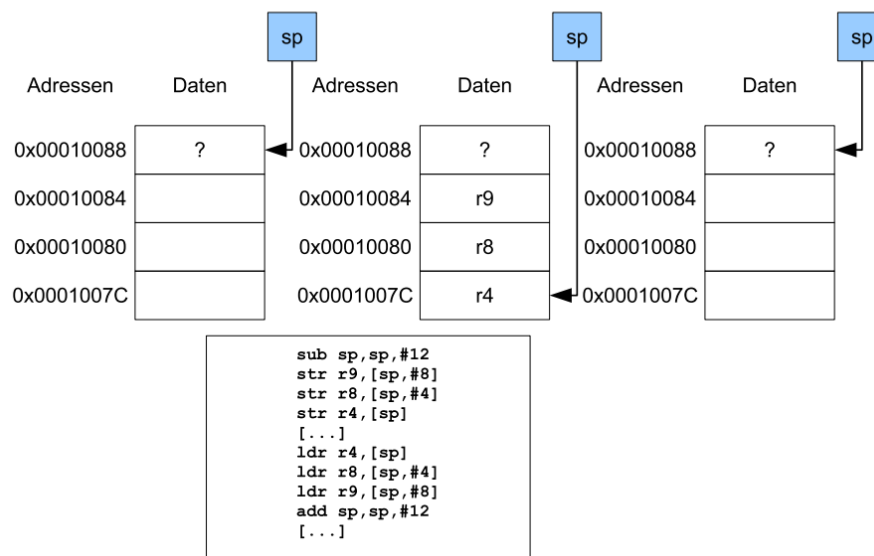 sp sp sp
Adressen Daten Adressen Daten Adressen Daten
0x00010088 ? 0x00010088 ? 0x00010088 ?
0x00010084 0x00010084 r9 0x00010084
0x00010080 0x00010080 r8 0x00010080
0x0001007C 0x0001007C r4 0x0001007C
sub sp,sp,#12
str r9,[sp,#8]
str r8,[sp,#4]
str r4,[sp]
[...]
ldr r4,[sp]
ldr r8,[sp,#4]
ldr r9,[sp,#8]
add sp,sp,#12
[...]